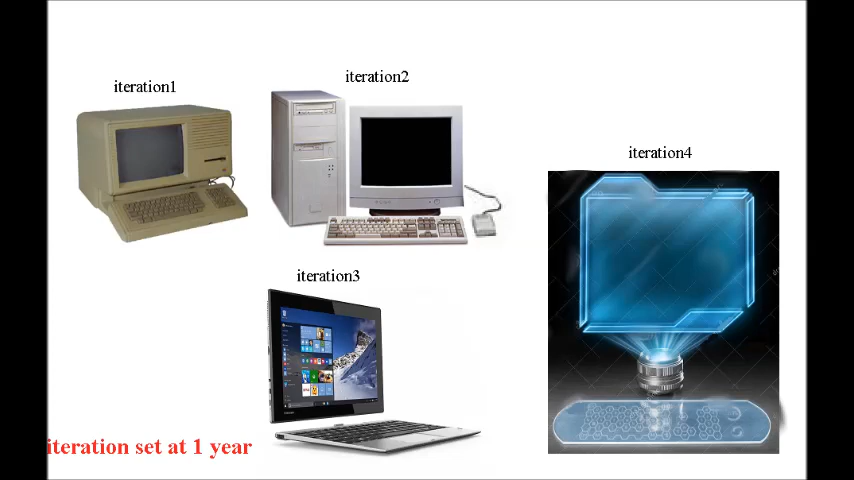 iteration1
iteration2
iteration3
iteration4
iteration set at 1 year